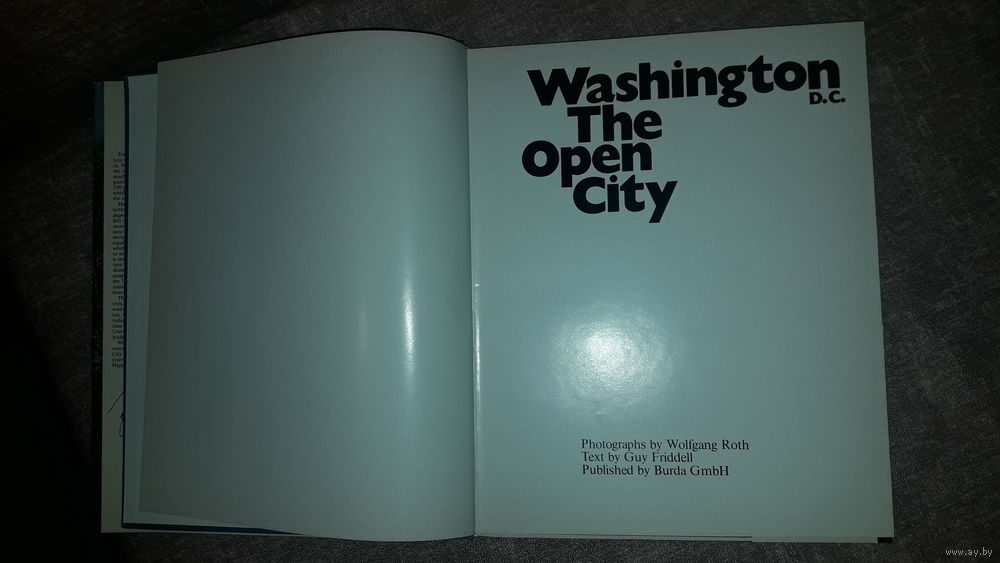 Washington
D.C.
The
Open
City
Photographs by Wolfgang Roth
Text by Guy Friddell
Published by Burda GmbH
www.ay.by